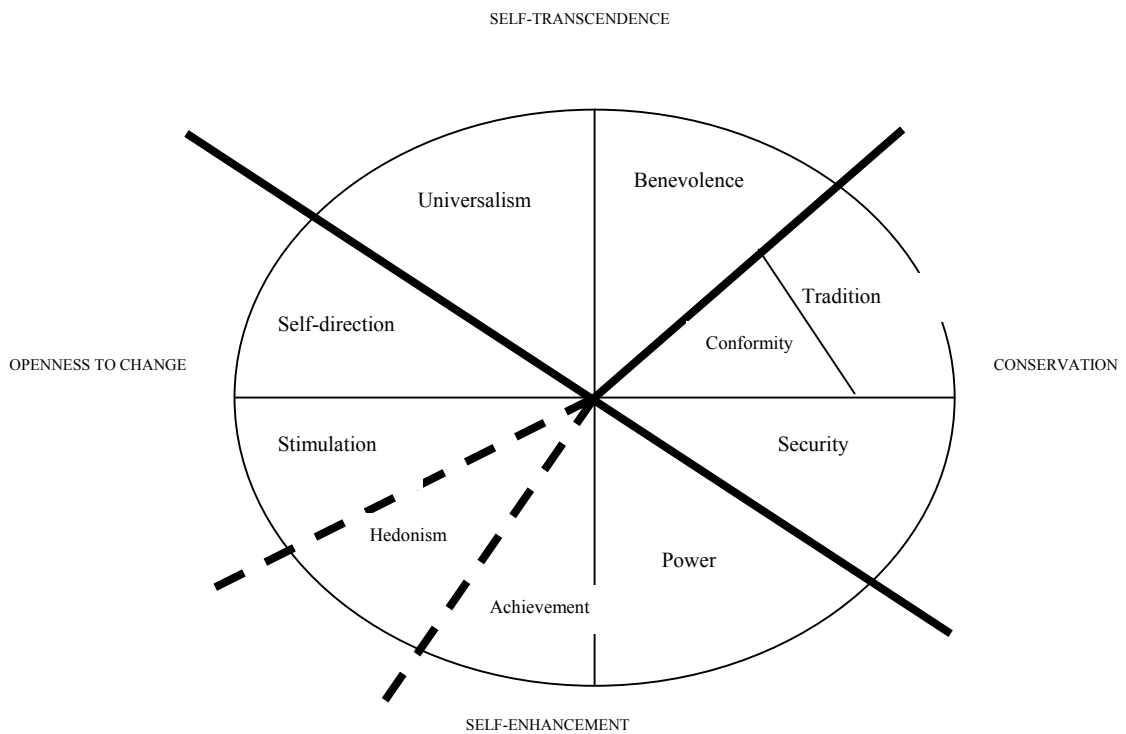 SELF-TRANSCENDENCE
Benevolence
Universalism
Tradition
Self-direction
Conformity
OPENNESS TO CHANGE
CONSERVATION
Stimulation
Security
Hedonism
Power
Achievement
SELF-ENHANCEMENT